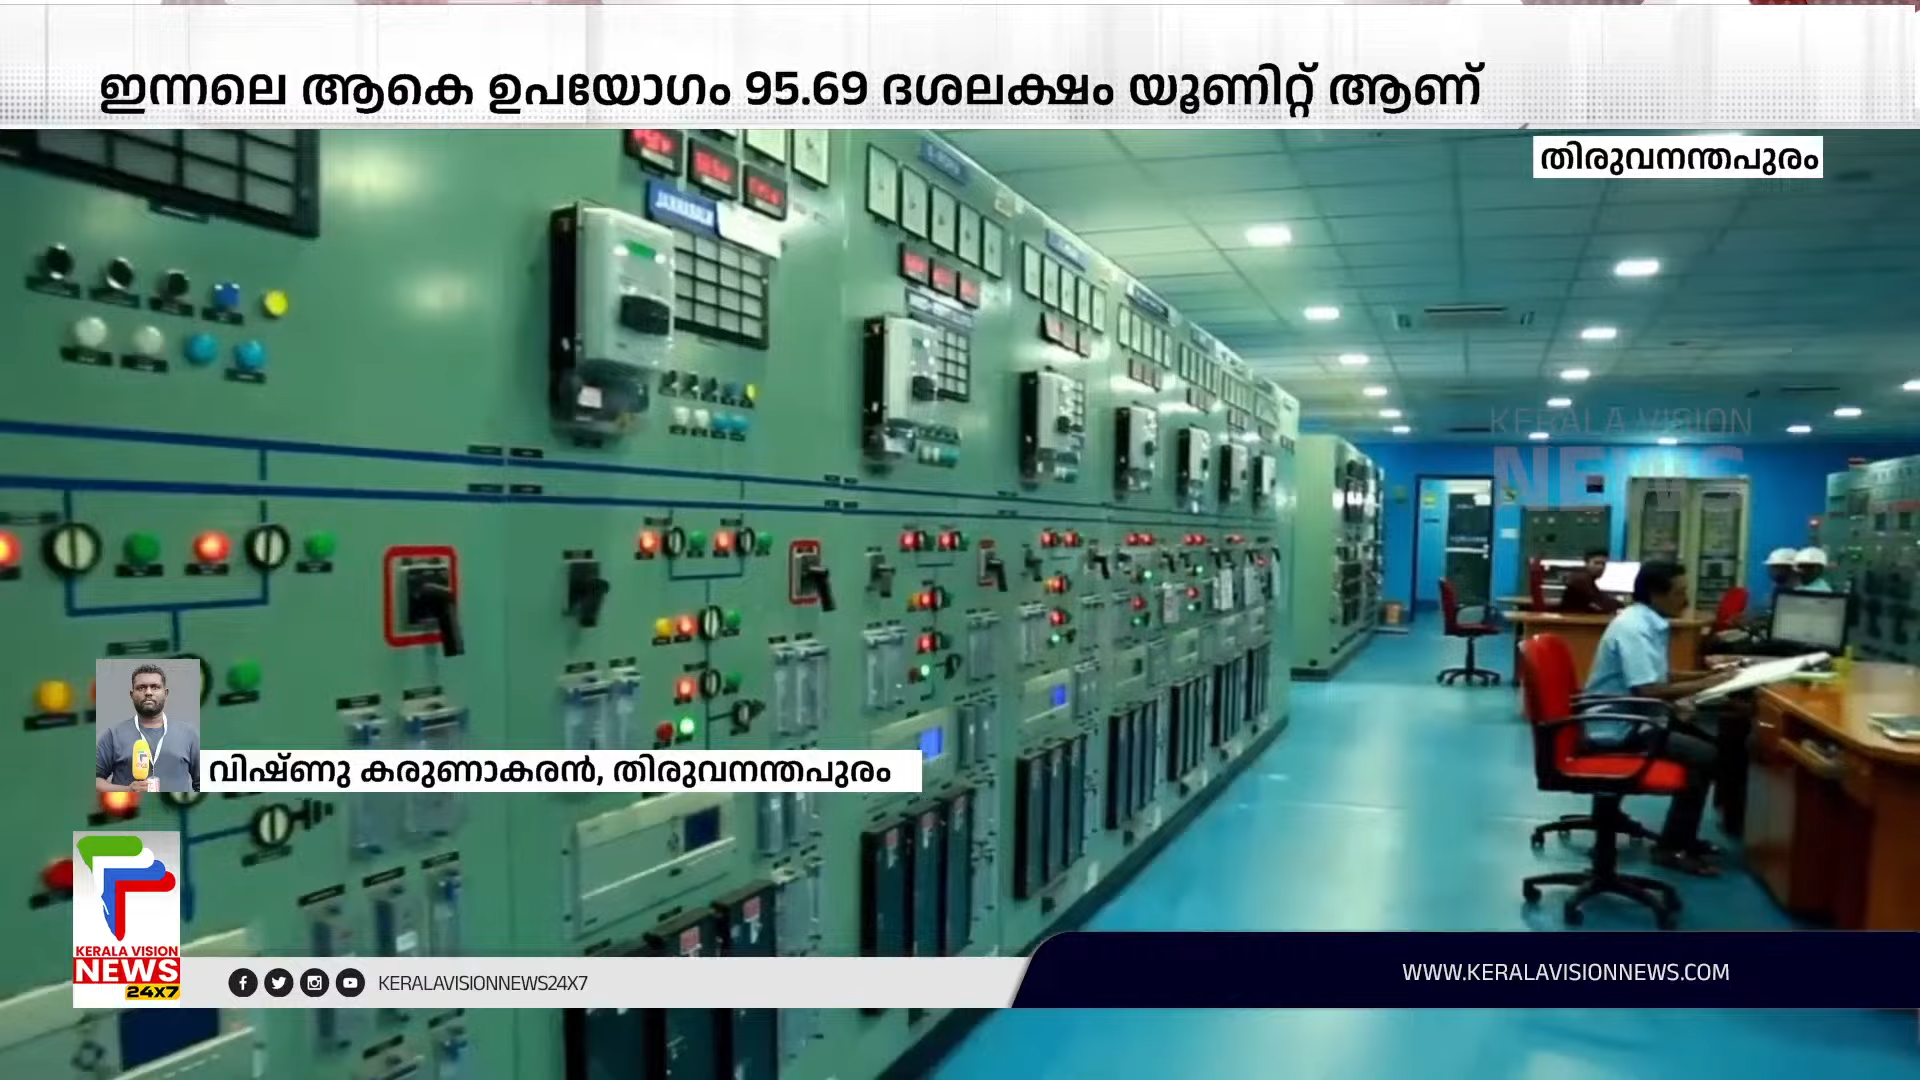 ഇന്നലെ ആകെ ഉപയോഗം 95.69 ദശലക്ഷം യൂണിറ്റ് ആണ്
തിരുവനന്തപുരം
KERALA VISION
NEWS
വിഷ്ണു കരുണാകരൻ, തിരുവനന്തപുരം
KERALA VISION
NEWS
24X7
KERALAVISIONNEWS24X7
WWW.KERALAVISIONNEWS.COM